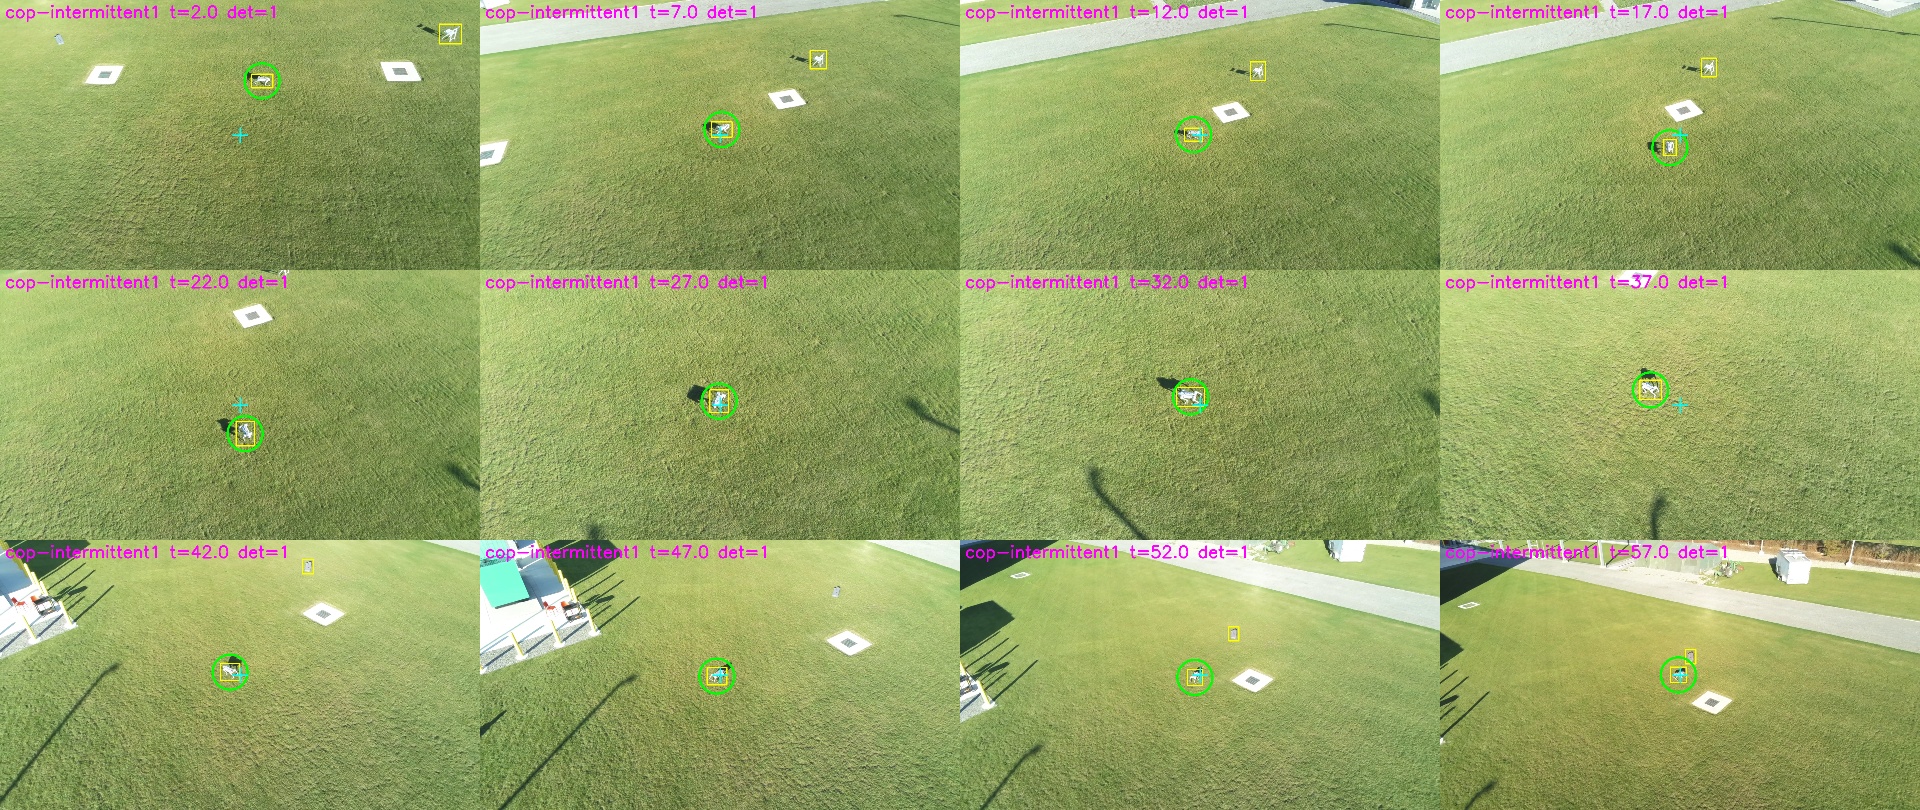 cop-intermittent1 t=2.0 det=1
cop-intermittent1 t=7.0 det=1
cop-intermittent1 t=12.0 det=1
cop-intermittent1 t=17.0 det=1
cop-intermittent1 t=22.0 det=1
cop-intermittent1 t=27.0 det=1
cop-intermittent1 t=32.0 det=1
cop-intermittent1 t=37.0 det=1
cop-intermittent1 t=42.0 det=1
cop-intermittent1 t=47.0 det=1
cop-intermittent1 t=52.0 det=1
cop-intermittent1 t=57.0 det=1